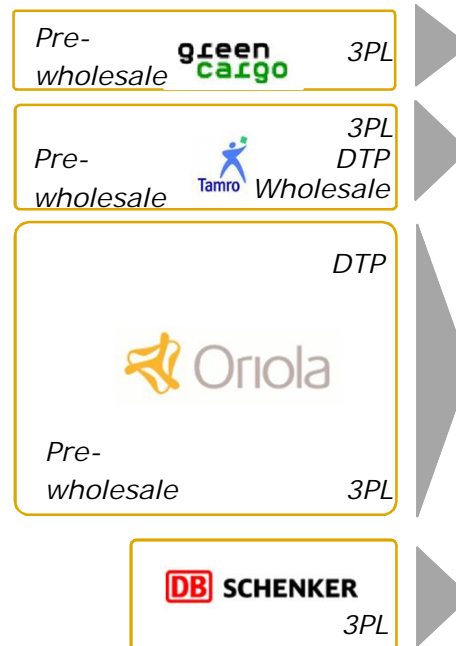 Pre-
wholesale
green
cargo
3PL
Pre-
wholesale
Tamro
3PL
DTP
Wholesale
DTP
Oriola
Pre-
wholesale
3PL
DB SCHENKER
3PL